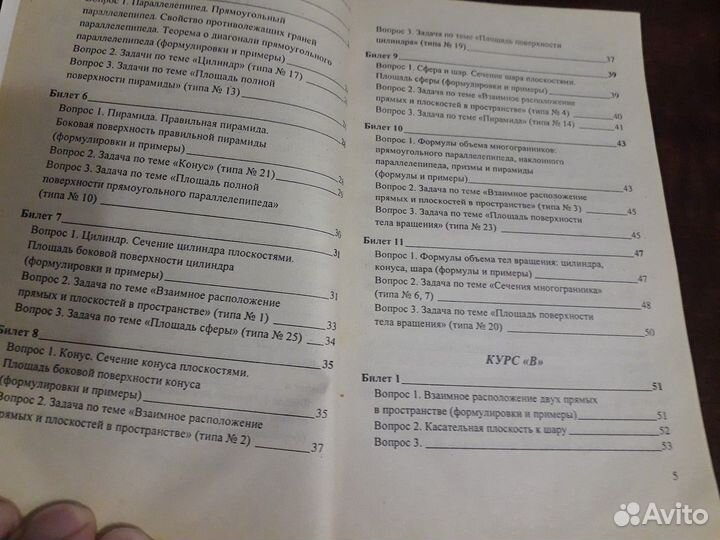 Вопрос 1. Параллелепипед. Прямоугольный
параллелепипед. Свойство противолежащих граней
параллелепипеда. Теорема о диагонали прямоугольного
параллелепипеда (формулировки и примеры)
Вопрос 2. Задачи по теме «Цилиндр» (типа № 17)
Вопрос 3. Задачи по теме «Площадь полной
поверхности пирамиды» (типа № 13)
Билет 6
Вопрос 1. Пирамида. Правильная пирамида.
Боковая поверхность правильной пирамиды
(формулировки и примеры)
Вопрос 2. Задача по теме «Конус» (типа № 21)
Вопрос 3. Задача по теме «Площадь полной
поверхности прямоугольного параллелепипеда»
(типа № 10)
Билет 7 31
Вопрос 1. Цилиндр. Сечение цилиндра плоскостями.
Площадь боковой поверхности цилиндра
(формулировки и примеры) 31
Вопрос 2. Задача по теме «Взаимное расположение
прямых и плоскостей в пространстве» (типа № 1) 33
Вопрос 3. Задача по теме «Площадь сферы» (типа № 25) 34
Билет 8 35
Вопрос 1. Конус. Сечение конуса плоскостями.
Площадь боковой поверхности конуса
(формулировки и примеры) 35
Вопрос 2. Задача по теме «Взаимное расположение
прямых и плоскостей в пространстве» (типа № 2) 37
Вопрос 3. Задача по теме «Площадь поверхности
цилиндра» (типа № 19) 37
Билет 9 39
Вопрос 1. Сфера и шар. Сечение шара плоскостями.
Площадь сферы (формулировки и примеры) 39
Вопрос 2. Задача по теме «Взаимное расположение
прямых и плоскостей в пространстве» (типа № 4) 40
Вопрос 3. Задача по теме «Пирамида» (типа № 14) 41
Билет 10 43
Вопрос 1. Формулы объема многогранников:
прямоугольного параллелепипеда, наклонного
параллелепипеда, призмы и пирамиды
(формулы и примеры) 43
Вопрос 2. Задача по теме «Взаимное расположение
прямых и плоскостей в пространстве» (типа № 3) 45
Вопрос 3. Задача по теме «Площадь поверхности
тела вращения» (типа № 23) 45
Билет 11 47
Вопрос 1. Формулы объема тел вращения: цилиндра,
конуса, шара (формулы и примеры) 47
Вопрос 2. Задача по теме «Сечения многогранника»
(типа № 6, 7) 48
Вопрос 3. Задача по теме «Площадь поверхности
тела вращения» (типа № 20) 50
КУРС «В»
Билет 1 51
Вопрос 1. Взаимное расположение двух прямых
в пространстве (формулировки и примеры) 51
Вопрос 2. Касательная плоскость к шару 52
Вопрос 3. 53
5
Avito